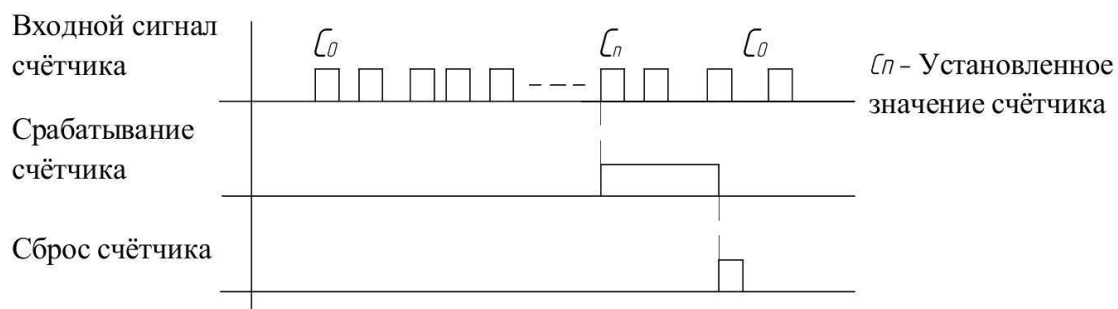 Входной сигнал
счётчика
C0
Cn
C0
Cn – Установленное
значение счётчика
Срабатывание
счётчика
Сброс счётчика